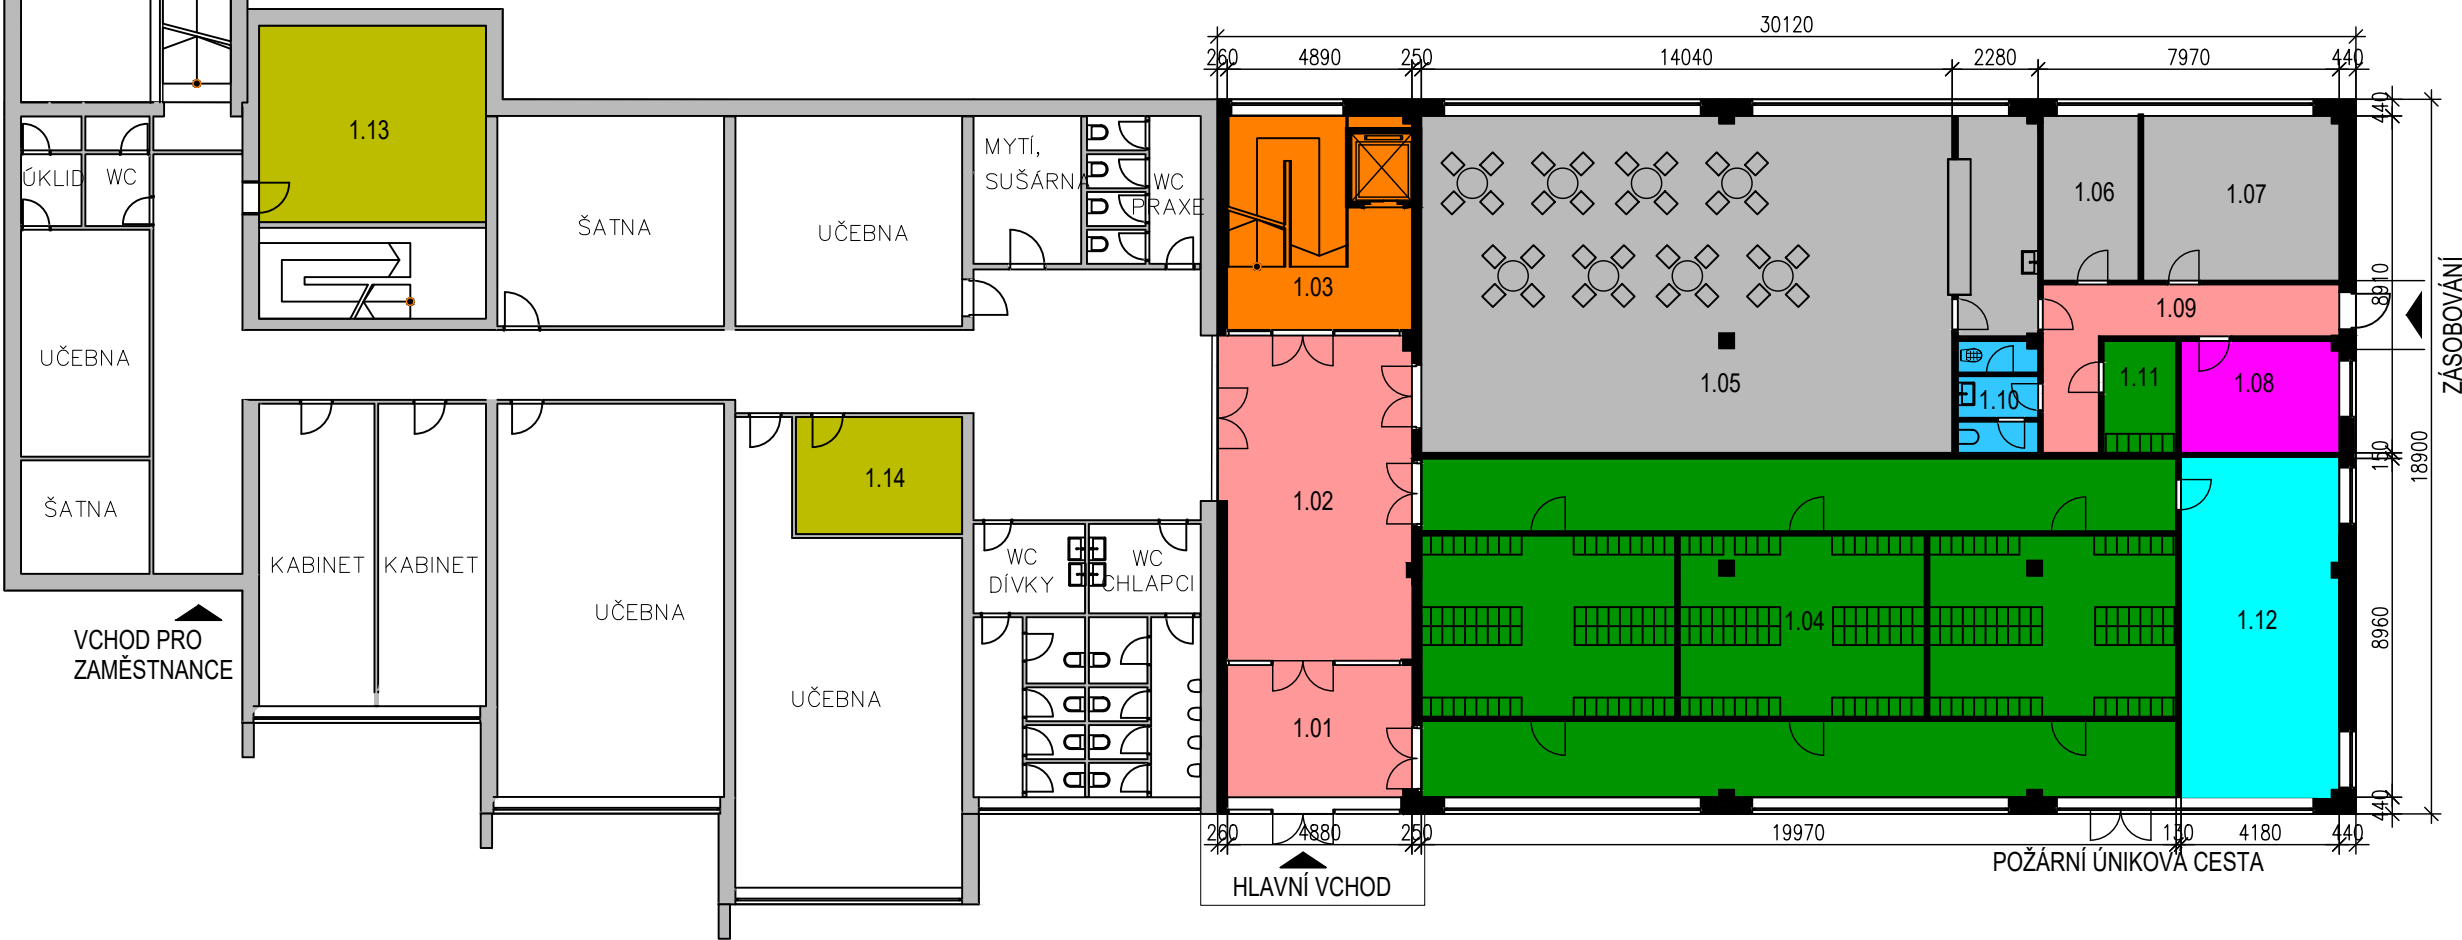 30120
260
4890
250
14040
2280
7970
440
1.13
ÚKLID
WC
MYTÍ,
SUŠÁRNA
WC
PRAXE
ŠATNA
UČEBNA
1.03
1.06
1.07
440
8910
ZÁSOBOVÁNÍ
1.09
UČEBNA
1.05
1.10
1.11
1.08
150
18900
1.14
1.02
ŠATNA
KABINET
KABINET
UČEBNA
WC
DÍVKY
WC
CHLAPCI
1.04
1.12
8960
VCHOD PRO
ZAMĚSTNANCE
UČEBNA
1.01
440
260
4880
250
19970
130
4180
440
HLAVNÍ VCHOD
POŽÁRNÍ ÚNIKOVÁ CESTA